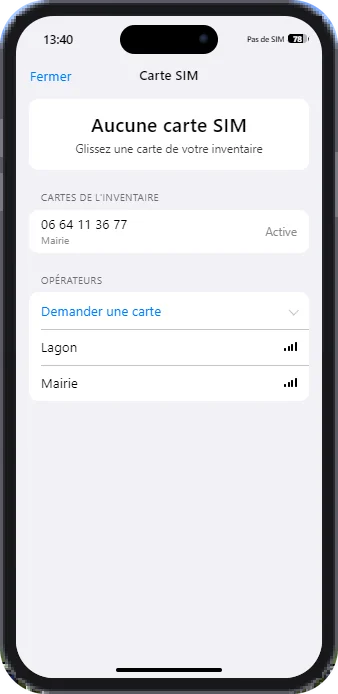 13:40
Pas de SIM 78
Fermer
Carte SIM
Aucune carte SIM
Glissez une carte de votre inventaire
CARTES DE L'INVENTAIRE
06 64 11 36 77
Mairie
Active
OPÉRATEURS
Demander une carte
Lagon
Mairie